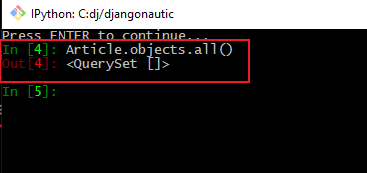 IPython: C:dj/djangonautic
Press ENTER to continue...
In [4]: Article.objects.all()
Out[4]: <QuerySet []>
In [5]: